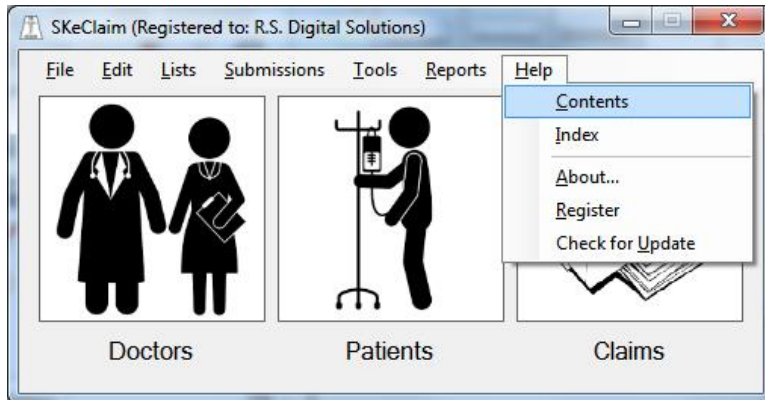 SKeClaim (Registered to: R.S. Digital Solutions)
File Edit Lists Submissions Tools Reports Help
Contents
Index
About...
Register
Check for Update
Doctors Patients Claims